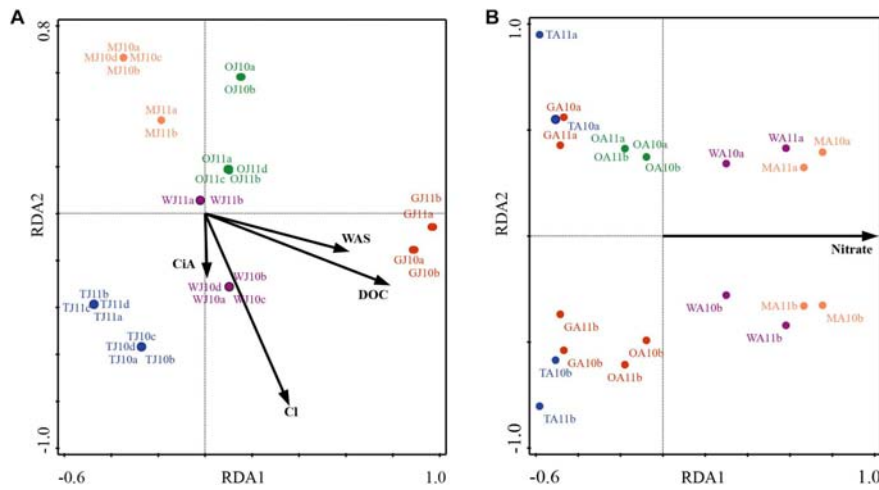 A
0.8
MJ10a
MJ10d MJ10c
MJ10b
OJ10a
OJ10b
MJ11a
MJ11b
OJ11a
OJ11d
OJ11c OJ11b
WJ11a WJ11b
GJ11b
GJ11a
GJ10a
GJ10b
WAS
DOC
CiA
WJ10b
WJ10d
WJ10a WJ10c
TJ11b
TJ11c TJ11d
TJ11a
TJ10c
TJ10d
TJ10a TJ10b
Cl
RDA2
-1.0
-0.6
RDA1
1.0
B
1.0
TA11a
GA10a
TA10a
GA11a
OA11a OA10a
OA11b
OA10b
WA11a
WA10a
MA10a
MA11a
Nitrate
WA10b
MA11b
MA10b
WA11b
GA11b
OA10b
GA10b
OA11b
TA10b
TA11b
RDA2
-1.0
-0.6
RDA1
1.0